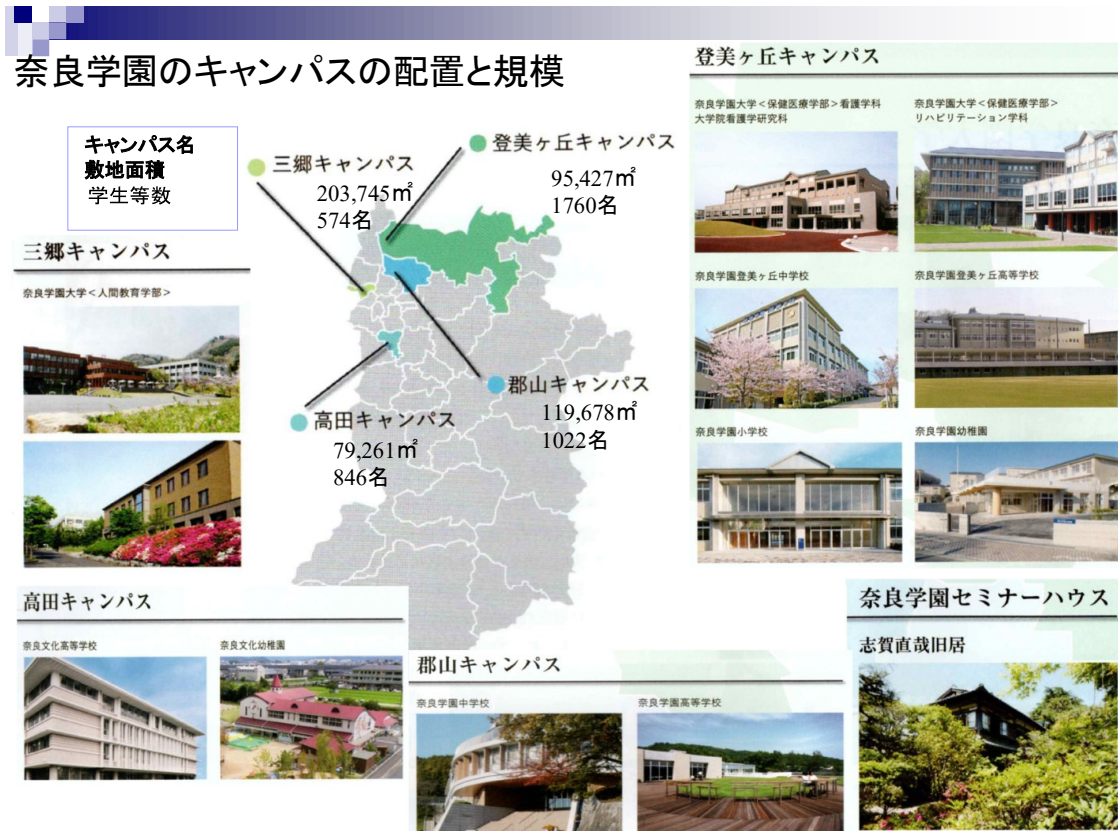 奈良学園のキャンパスの配置と規模
キャンパス名
敷地面積
学生等数
三郷キャンパス
203,745㎡
574名
登美ヶ丘キャンパス
95,427㎡
1760名
郡山キャンパス
119,678㎡
1022名
高田キャンパス
79,261㎡
846名
三郷キャンパス
奈良学園大学<人間教育学部>
登美ヶ丘キャンパス
奈良学園大学<保健医療学部>看護学科
大学院看護学研究科
奈良学園大学<保健医療学部>
リハビリテーション学科
奈良学園登美ヶ丘中学校
奈良学園登美ヶ丘高等学校
奈良学園小学校
奈良学園幼稚園
高田キャンパス
奈良文化高等学校
奈良文化幼稚園
郡山キャンパス
奈良学園中学校
奈良学園高等学校
奈良学園セミナーハウス
志賀直哉旧居